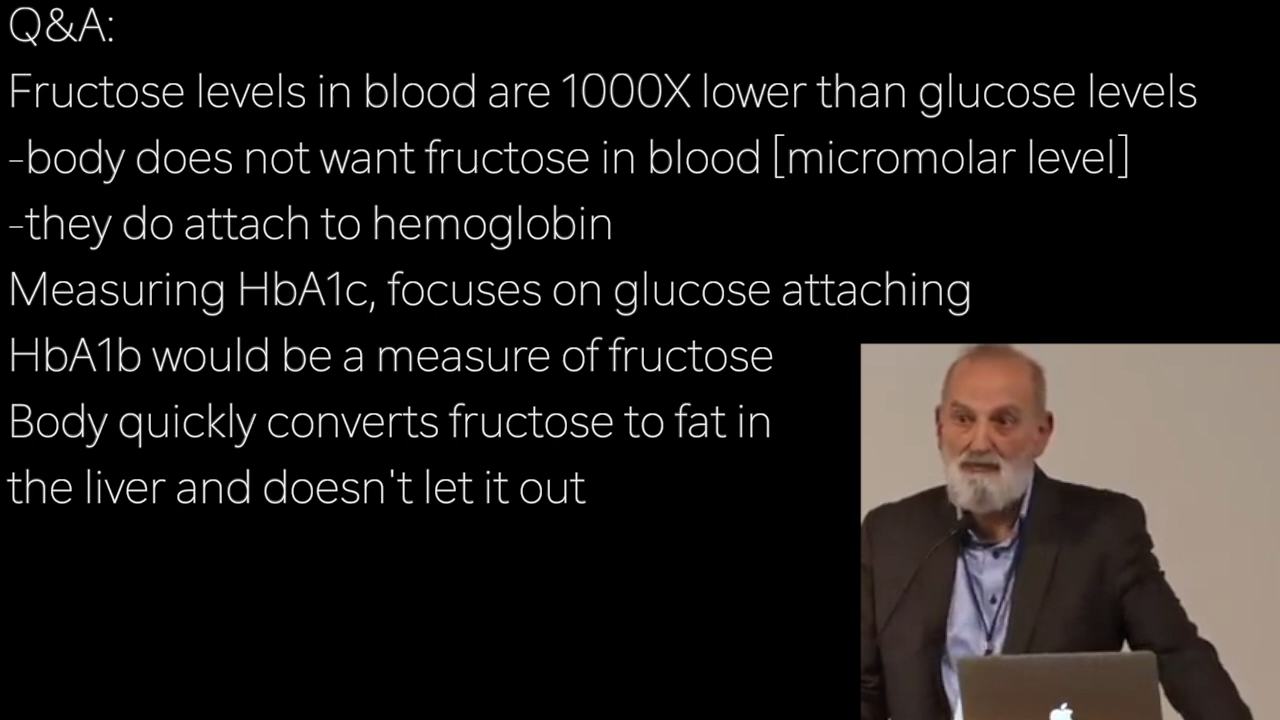 Q&A:
Fructose levels in blood are 1000X lower than glucose levels
-body does not want fructose in blood [micromolar level]
-they do attach to hemoglobin
Measuring HbA1c, focuses on glucose attaching
HbA1b would be a measure of fructose
Body quickly converts fructose to fat in
the liver and doesn't let it out